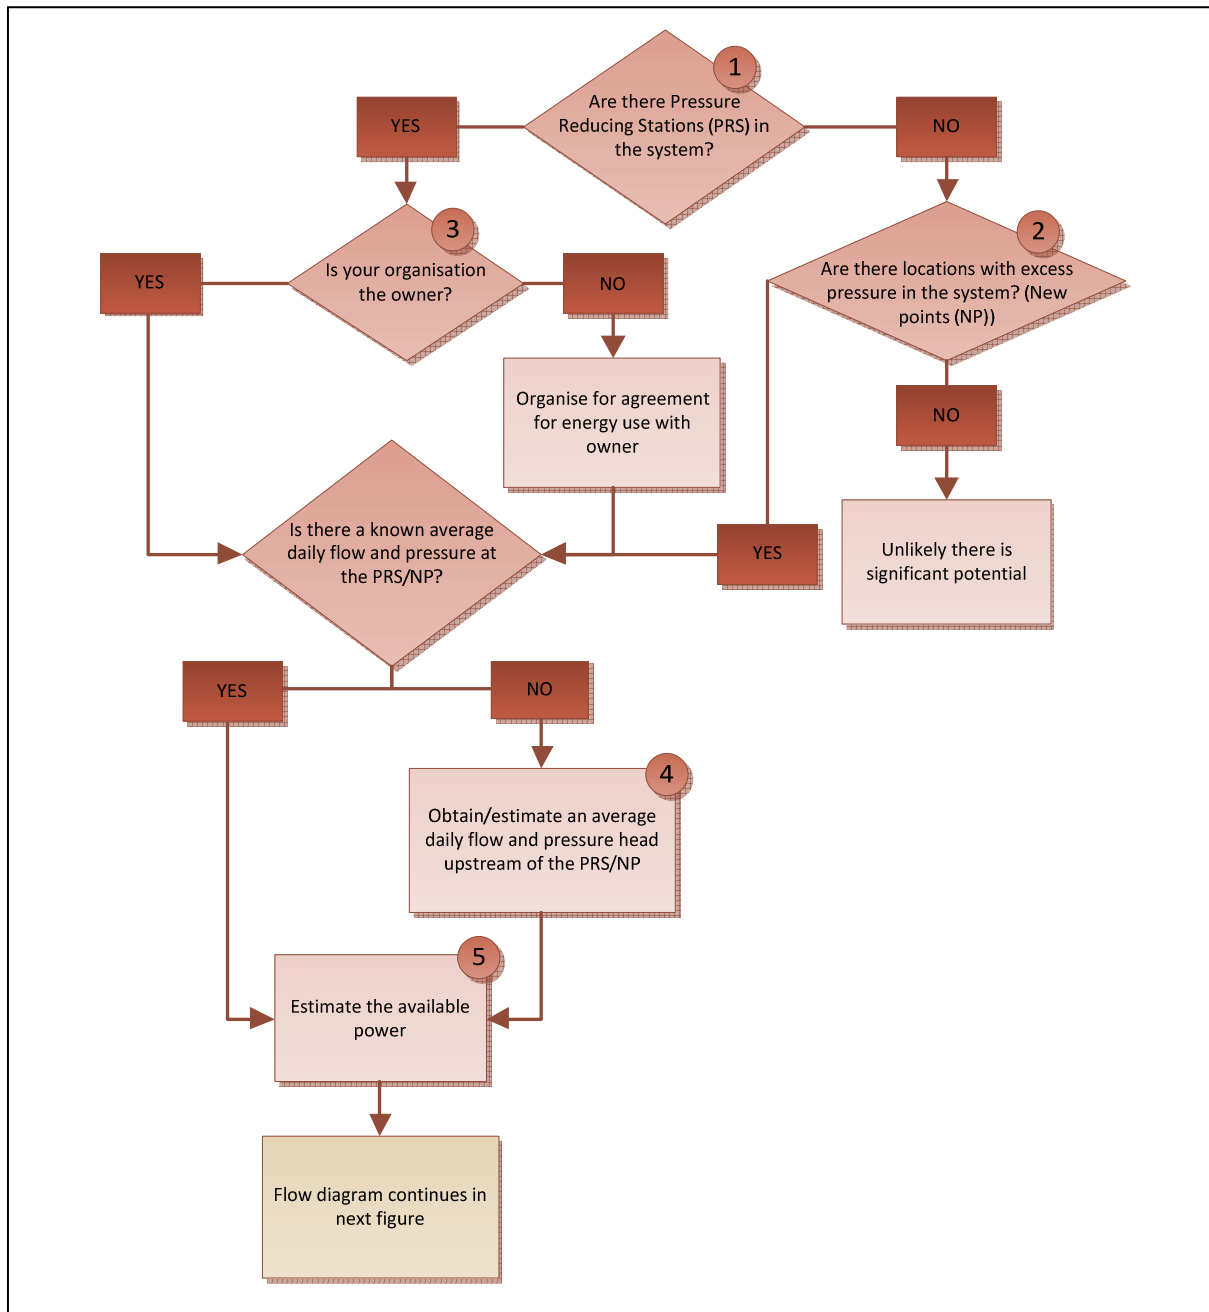 1
Are there Pressure
Reducing Stations (PRS) in
the system?
YES
NO
3
Is your organisation
the owner?
2
Are there locations with excess
pressure in the system? (New
points (NP))
YES
NO
Organise for agreement
for energy use with
owner
NO
Is there a known average
daily flow and pressure at
the PRS/NP?
YES
Unlikely there is
significant potential
YES
NO
4
Obtain/estimate an average
daily flow and pressure head
upstream of the PRS/NP
5
Estimate the available
power
Flow diagram continues in
next figure